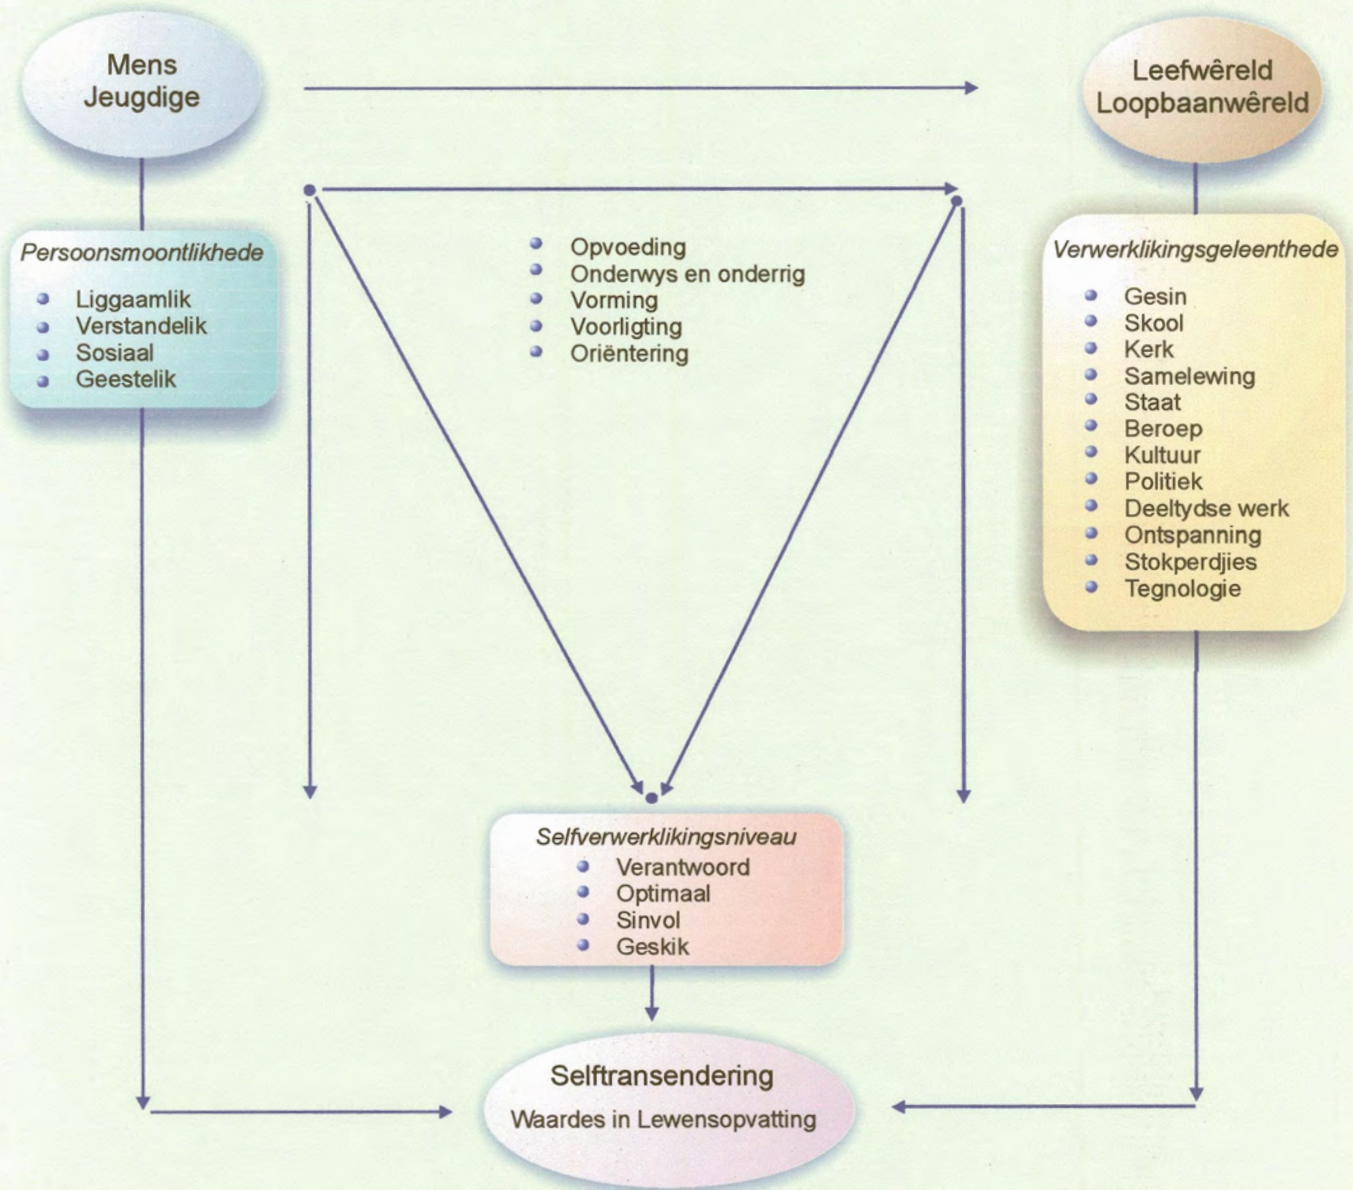 Mens
Jeugdige
Leefwêreld
Loopbaanwêreld
Persoonsmoontlikhede
Liggaamlik
Verstandelik
Sosiaal
Geestelik
Opvoeding
Onderwys en onderrig
Vorming
Voorligting
Oriëntering
Verwerklikingsgeleenthede
Gesin
Skool
Kerk
Samelewing
Staat
Beroep
Kultuur
Politiek
Deeltydse werk
Ontspanning
Stokperdjies
Tegnologie
Selfverwerklikingsniveau
Verantwoord
Optimaal
Sinvol
Geskik
Selftransendering
Waardes in Lewensopvatting